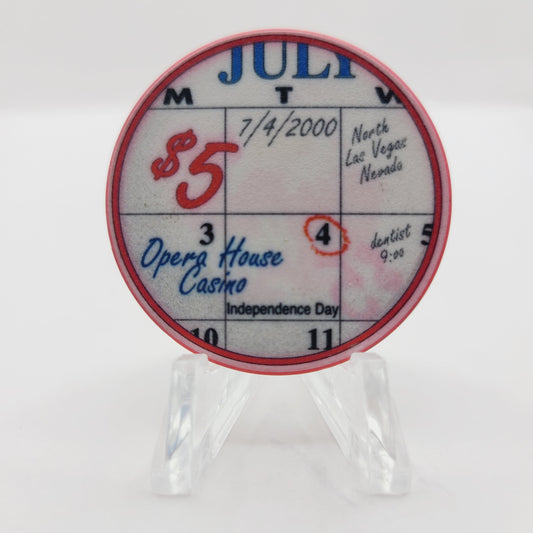 JULY
M T W
$5
7/4/2000
North
Las Vegas
Nevada
3 4 5
Opera House
Casino
dentist
9:00
Independence Day
10 11